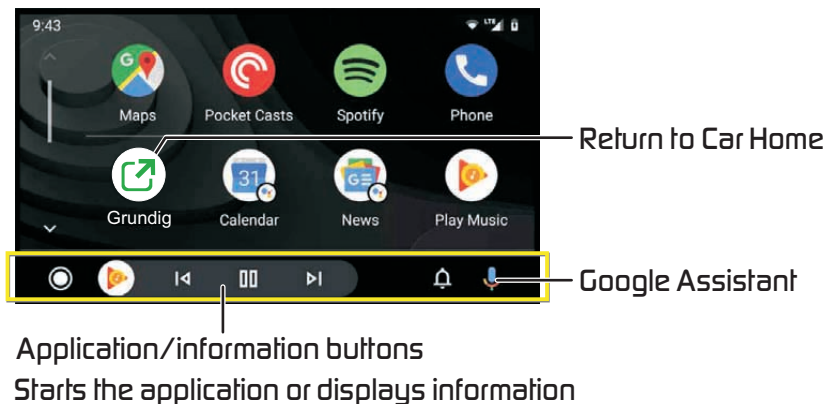 9:43 LTE
Maps Pocket Casts Spotify Phone
Return to Car Home
31 G
Grundig Calendar News Play Music
Google Assistant
Application/information buttons
Starts the application or displays information